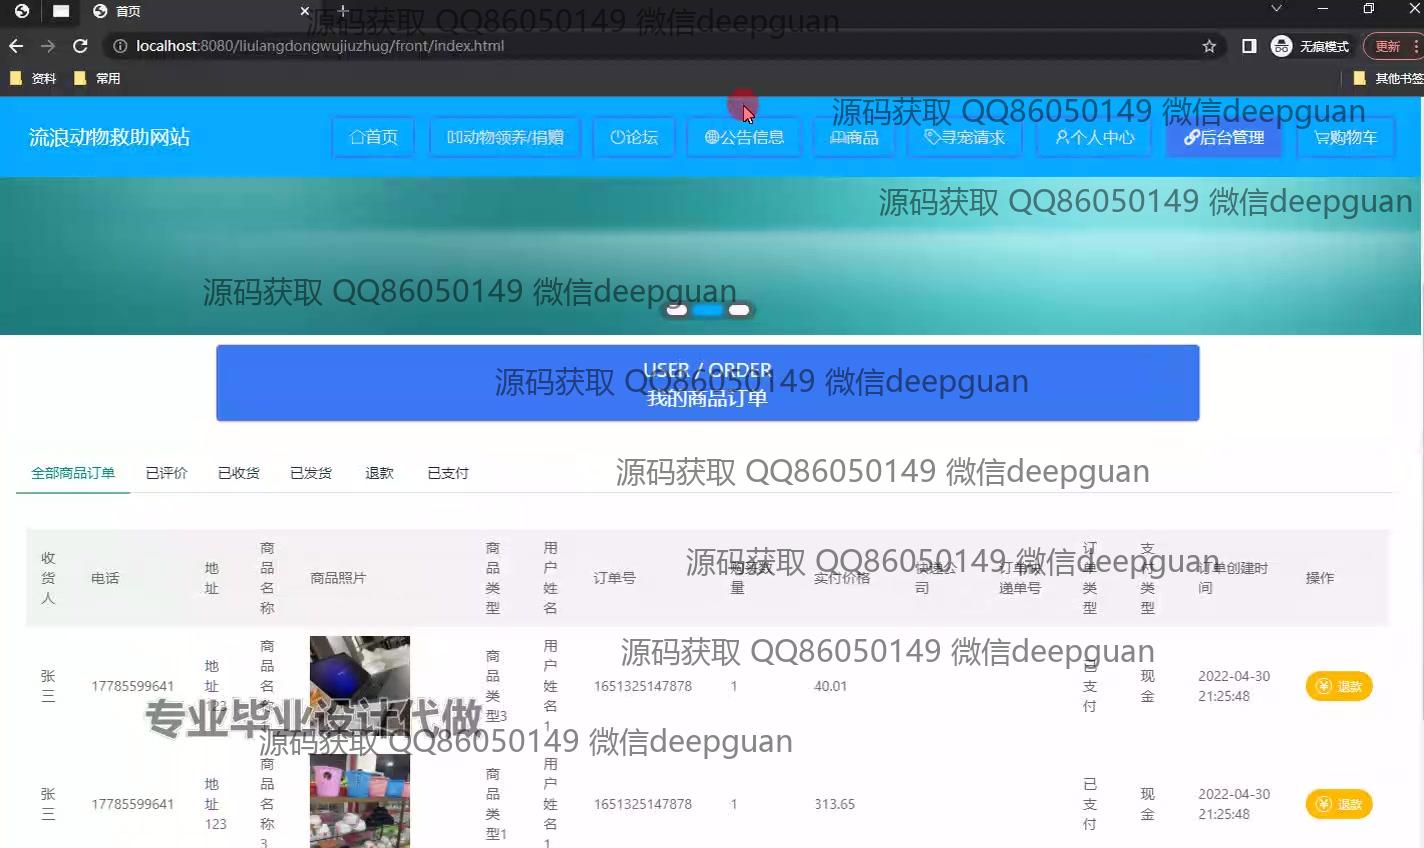 首页
源码获取 QQ86050149 微信deepguan
localhost:8080/liulangdongwujiuzhug/front/index.html
无痕模式
更新
资料
常用
其他书签
源码获取 QQ86050149 微信deepguan
流浪动物救助网站
首页
动物领养/捐赠
论坛
公告信息
商品
寻宠请求
个人中心
后台管理
购物车
源码获取 QQ86050149 微信deepguan
源码获取 QQ86050149 微信deepguan
USER / ORDER
源码获取 QQ86050149 微信deepguan
我的商品订单
全部商品订单
已评价
已收货
已发货
退款
已支付
源码获取 QQ86050149 微信deepguan
收货人
电话
地址
商品名称
商品照片
商品类型
用户姓名
订单号
购买数量
实付价格
快递公司
订单快递单号
订单类型
支付类型
订单创建时间
操作
源码获取 QQ86050149 微信deepguan
源码获取 QQ86050149 微信deepguan
张三
17785599641
地址123
商品名称
商品类型3
用户姓名1
1651325147878
1
40.01
已支付
现金
2022-04-30 21:25:48
退款
专业毕业设计代做
源码获取 QQ86050149 微信deepguan
张三
17785599641
地址123
商品名称3
商品类型1
用户姓名1
1651325147878
1
313.65
已支付
现金
2022-04-30 21:25:48
退款